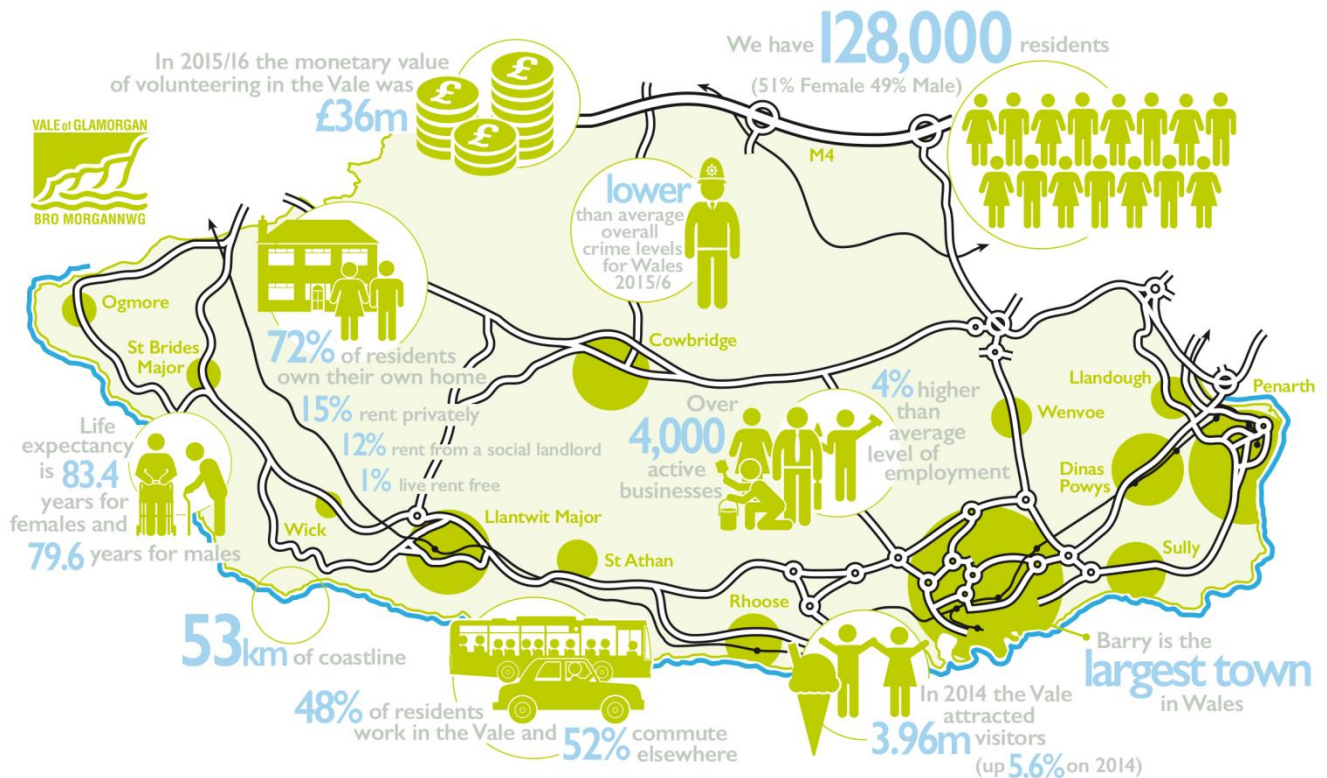 In 2015/16 the monetary value
of volunteering in the Vale was
£36m
We have 128,000 residents
(51% Female 49% Male)
VALE of GLAMORGAN
BRO MORGANNWG
M4
lower
than average
overall
crime levels
for Wales
2015/6
Ogmore
St Brides
Major
72% of residents
own their own home
15% rent privately
12% rent from a social landlord
1% live rent free
Cowbridge
Over
4,000
active
businesses
4% higher
than
average
level of
employment
Llandough
Penarth
Wenvoe
Dinas
Powys
Life
expectancy
is 83.4
years for
females and
79.6 years for males
Wick
Llantwit Major
St Athan
Sully
Rhoose
53km of coastline
48% of residents
work in the Vale and 52% commute
elsewhere
Barry is the
largest town
in Wales
In 2014 the Vale
attracted
3.96m visitors
(up 5.6% on 2014)
£
£
£